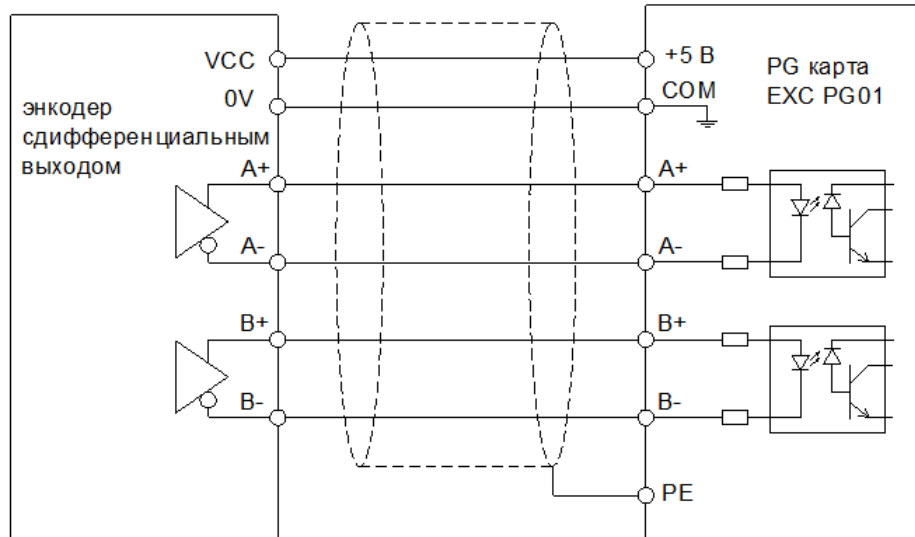 VCC
0V
энкодер
сдифференциальным
выходом
A+
A-
B+
B-
+5 В
COM
PG карта
EXC PG01
A+
A-
B+
B-
PE